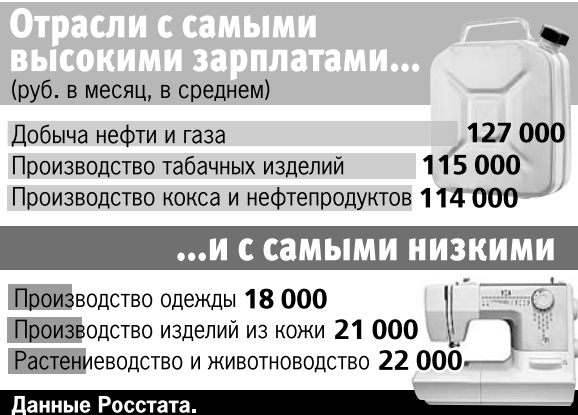 Отрасли с самыми
высокими зарплатами...
(руб. в месяц, в среднем)
Добыча нефти и газа 127 000
Производство табачных изделий 115 000
Производство кокса и нефтепродуктов 114 000
...и с самыми низкими
Производство одежды 18 000
Производство изделий из кожи 21 000
Растениеводство и животноводство 22 000
Данные Росстата.